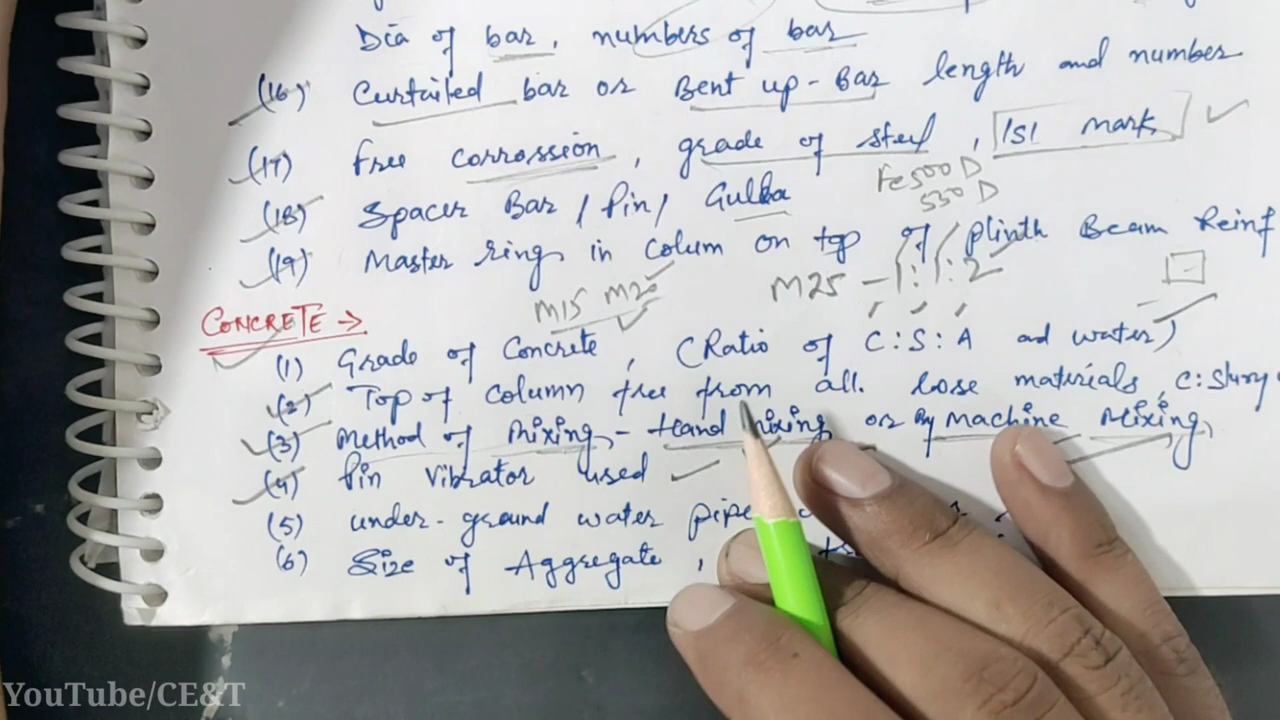 Dia of bar, numbers of bar
(16) Curtailed bar or Bent up-Bar length and number
(17) free corrossion, grade of steel, ISI mark
Fe500 D
550 D
(18) Spacer Bar / Pin /
(19) Master ring in Colum on top of plinth Beam Reinf
M15 M20
M25 - 1:1:2
CONCRETE →
(1) Grade of Concrete, (Ratio of C:S:A and water)
(2) Top of column free from all. lose materials, C:Slurry
(3) Method of Mixing, - Hand mixing or By Machine Mixing,
(4) Pin vibrator used
(5) under-ground water pipe
(6) Size of Aggregate,
YouTube/CE&T